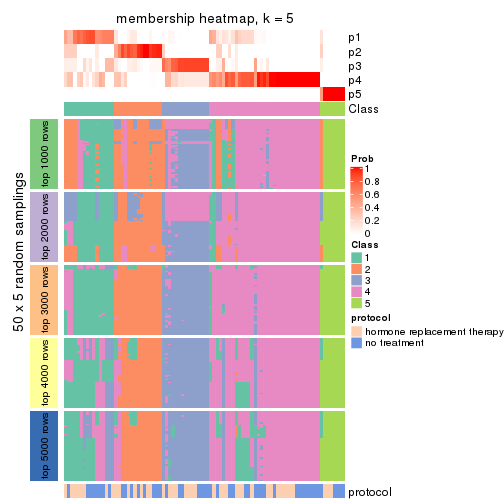 membership heatmap, k = 5
p1
p2
p3
p4
p5
Class
50 x 5 random samplings
top 1000 rows
top 2000 rows
top 3000 rows
top 4000 rows
top 5000 rows
Prob
1
0.8
0.6
0.4
0.2
0
Class
1
2
3
4
5
protocol
hormone replacement therapy
no treatment
protocol